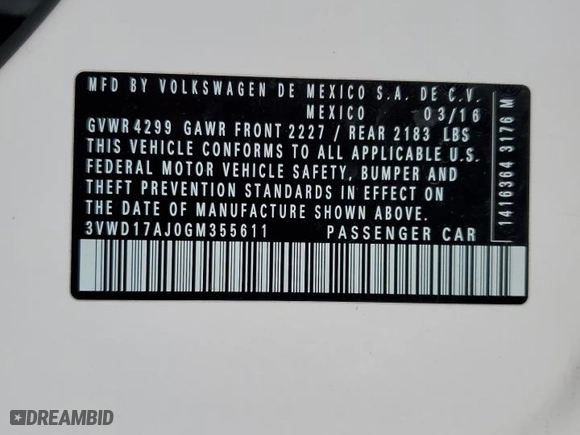 MFD BY VOLKSWAGEN DE MEXICO S.A. DE C.V.
MEXICO 03/16
GVWR 4299 GAWR FRONT 2227 / REAR 2183 LBS
THIS VEHICLE CONFORMS TO ALL APPLICABLE U.S.
FEDERAL MOTOR VEHICLE SAFETY, BUMPER AND
THEFT PREVENTION STANDARDS IN EFFECT ON
THE DATE OF MANUFACTURE SHOWN ABOVE.
3VWD17AJ0GM355611 PASSENGER CAR
1416364 3176 M
DREAMBID